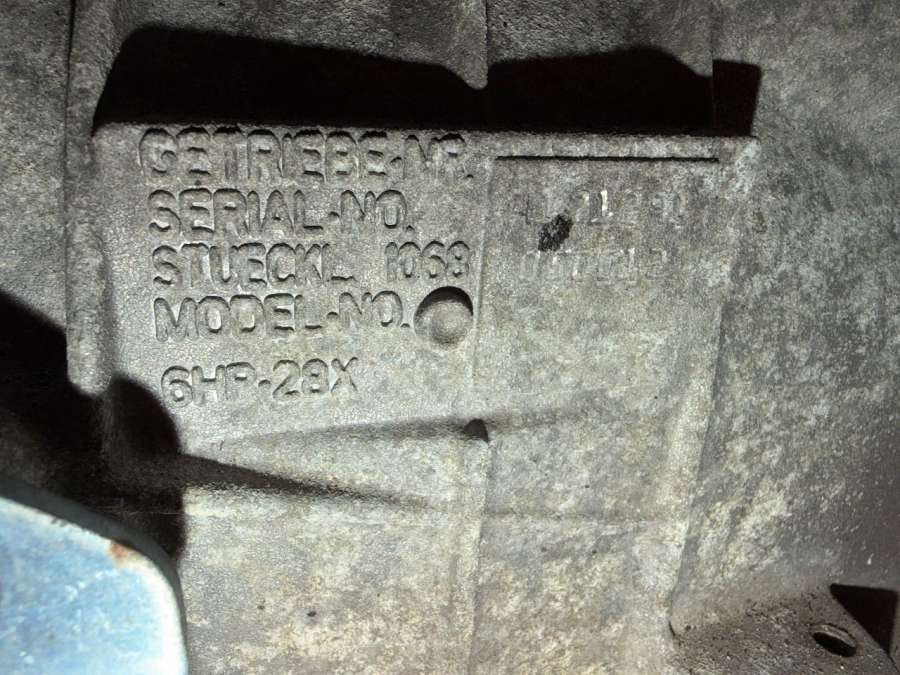 GETRIEBE-NR.
SERIAL-NO.
STUECKL. 1068
MODEL-NO.
6HP-28X